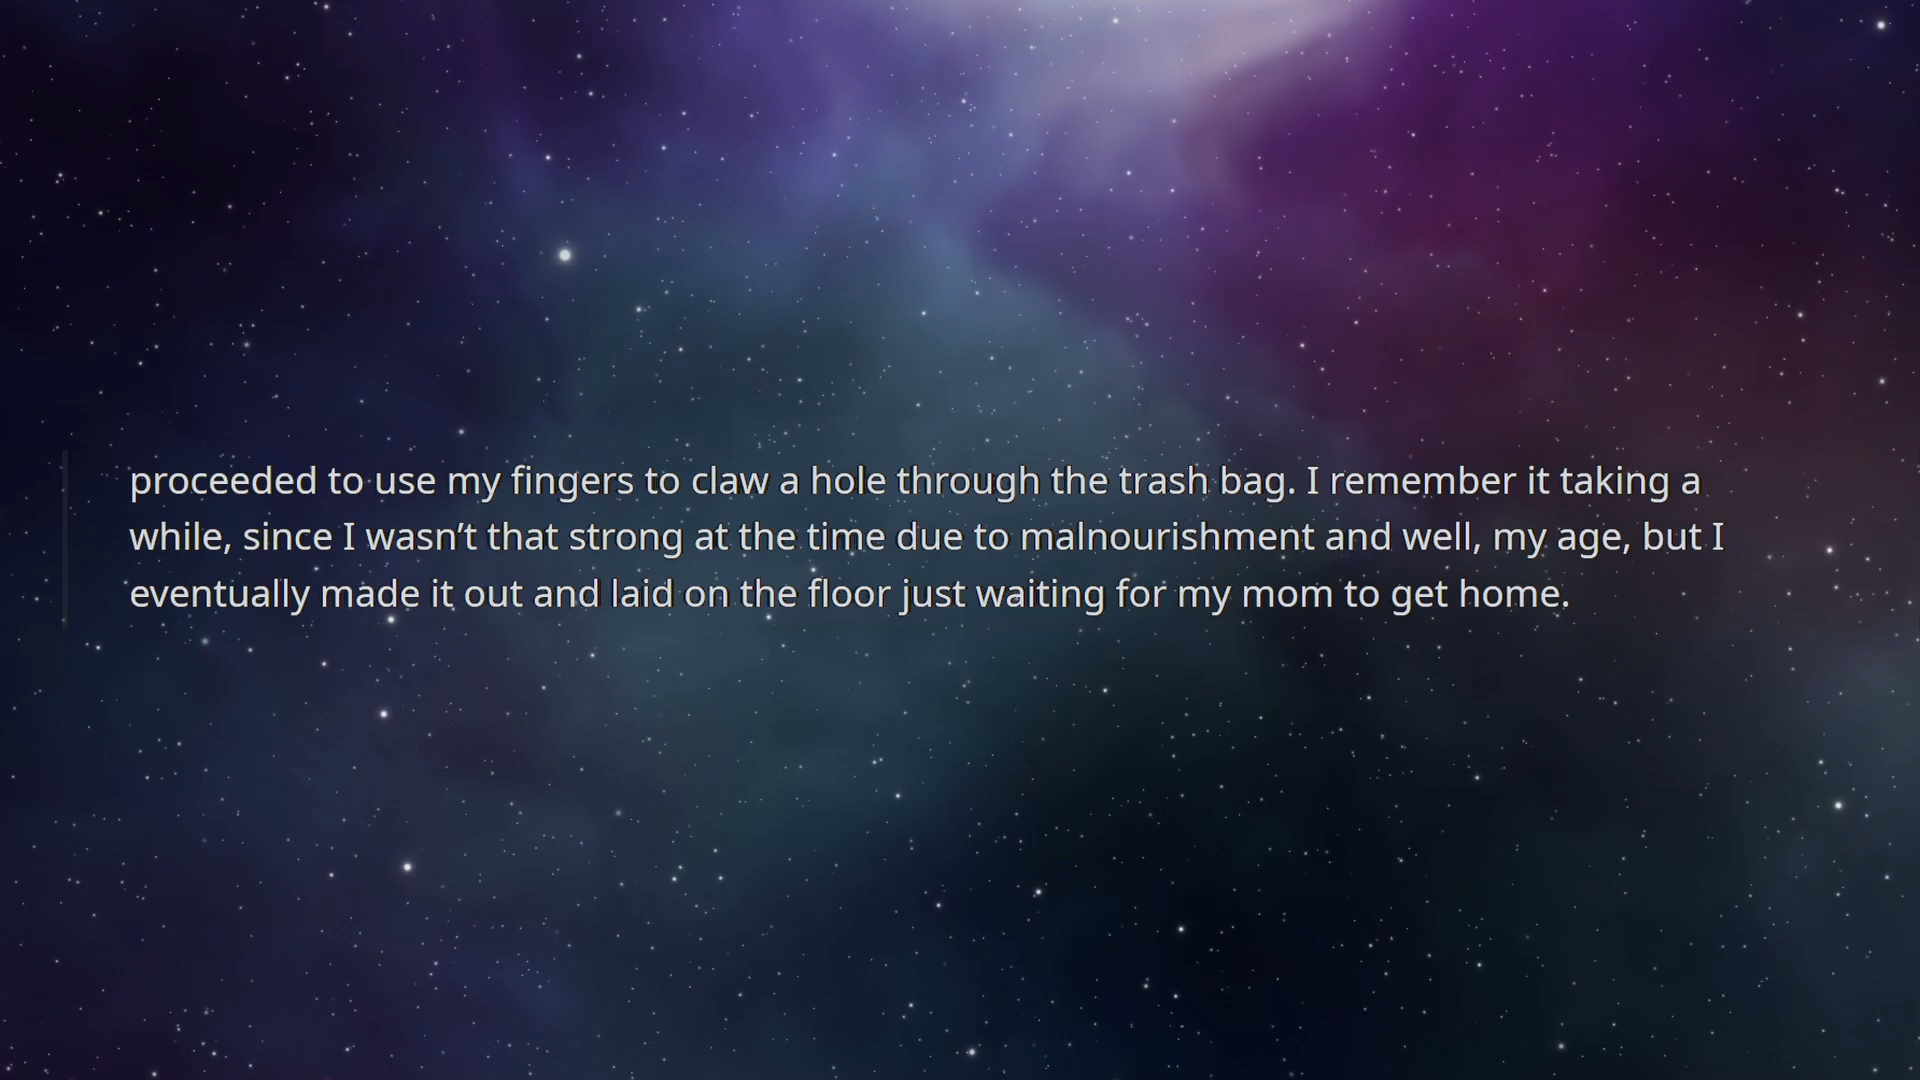 proceeded to use my fingers to claw a hole through the trash bag. I remember it taking a
while, since I wasn’t that strong at the time due to malnourishment and well, my age, but I
eventually made it out and laid on the floor just waiting for my mom to get home.